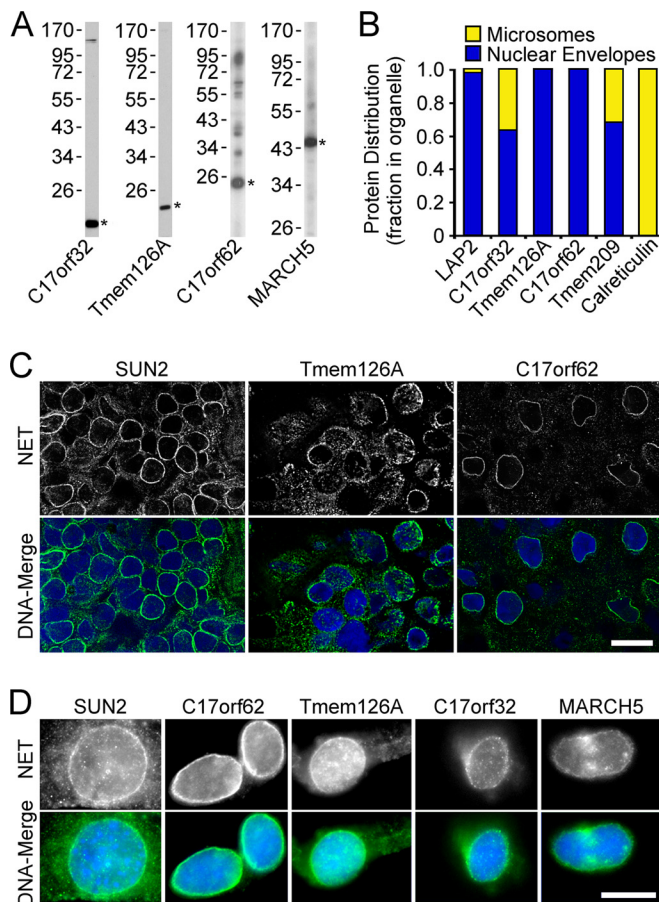 A
170-
95-
72-
55-
43-
34-
26-
*
C17orf32
170-
130-
95-
72-
55-
43-
34-
26-
*
Tmem126A
170-
130-
95-
72-
55-
43-
34-
26-
*
C17orf62
170-
95-
72-
55-
43-
34-
26-
*
MARCH5
B
Microsomes
Nuclear Envelopes
Protein Distribution
(fraction in organelle)
1.0
0.8
0.6
0.4
0.2
0
LAP2
C17orf32
Tmem126A
C17orf62
Tmem209
Calreticulin
C
SUN2 Tmem126A C17orf62
NET
DNA-Merge
D
SUN2 C17orf62 Tmem126A C17orf32 MARCH5
NET
DNA-Merge